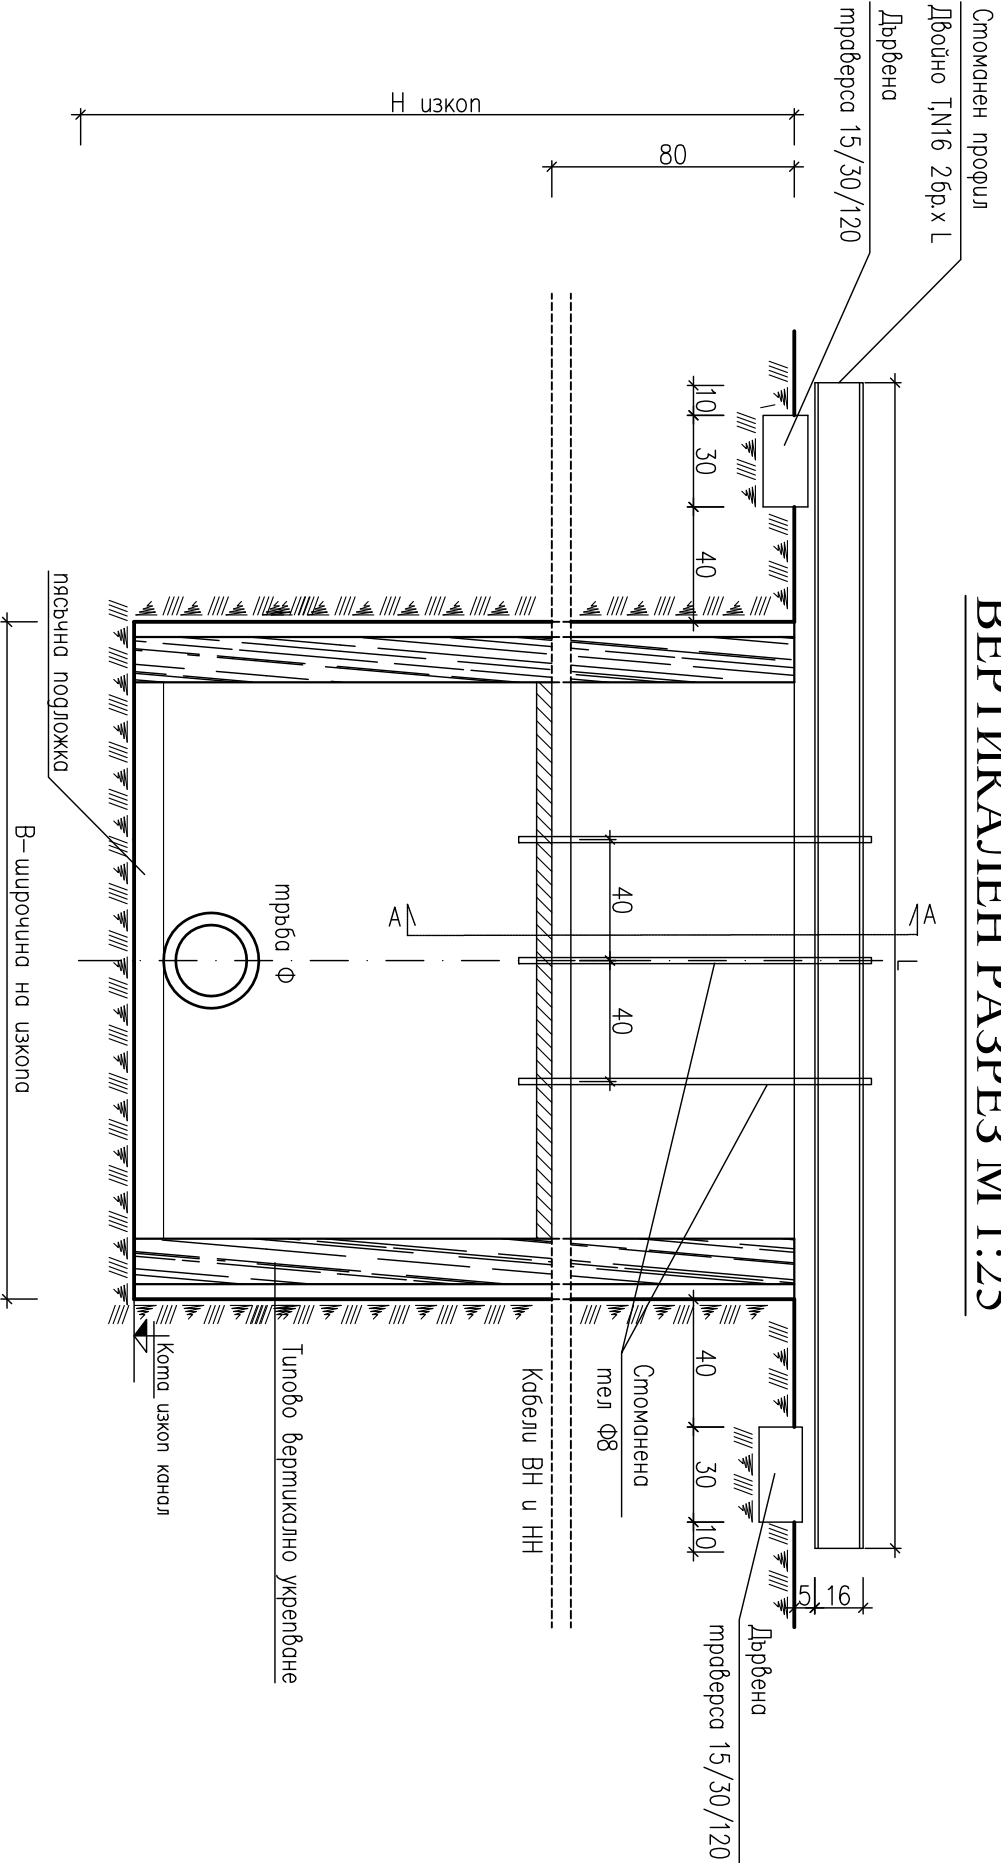 ВЕРТИКАЛЕН РАЗРЕЗ М 1:25
Стоманен профил
Двойно Т,N16 2бр.х L
Дървена
траверса 15/30/120
L
5
16
А
А
H изкоп
80
10
30
40
40
40
40
30
10
Дървена
траверса 15/30/120
Стоманена
тел Ф8
Кабели ВН и НН
тръба Ф
Типово вертикално укрепване
Кота изкоп канал
пясъчна подложка
В-широчина на изкопа